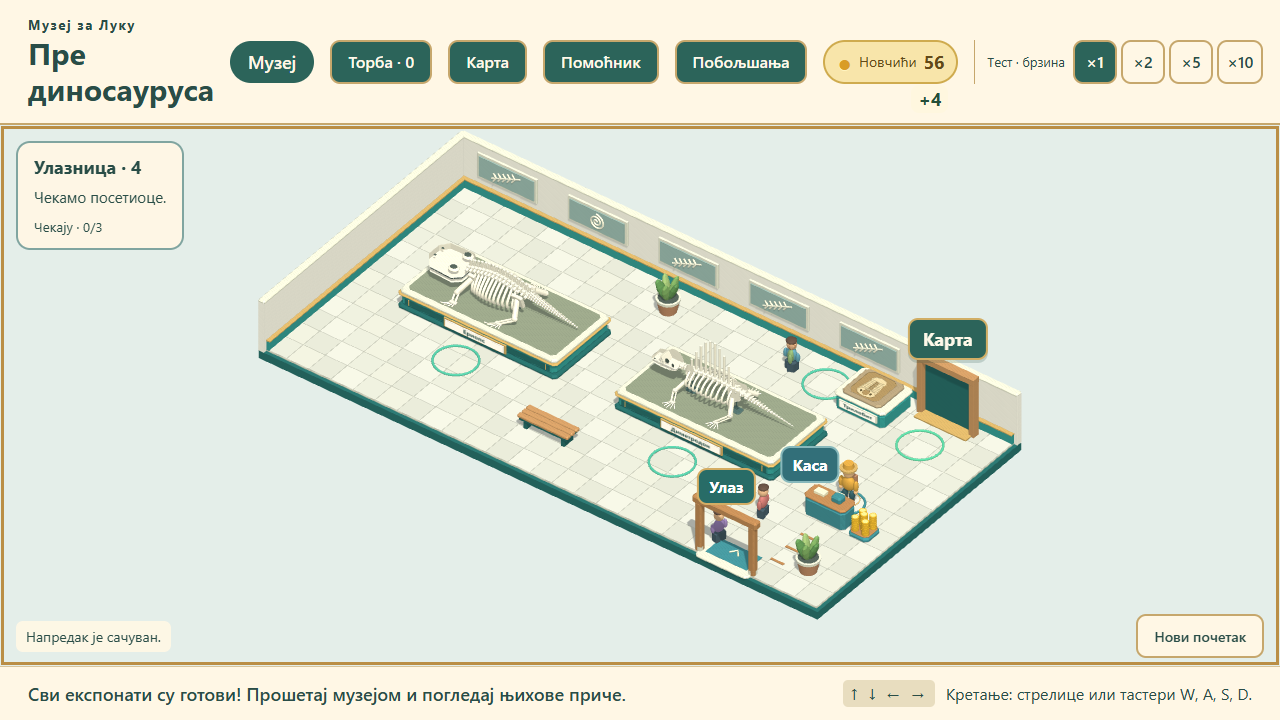 Музеј за Луку
Пре
диносауруса
Музеј
Торба · 0
Карта
Помоћник
Побољшања
Новчићи 56
+4
Тест · брзина
×1
×2
×5
×10
Улазница · 4
Чекамо посетиоце.
Чекају · 0/3
Карта
Каса
Улаз
Напредак је сачуван.
Нови почетак
Сви експонати су готови! Прошетај музејом и погледај њихове приче.
↑ ↓ ← →
Кретање: стрелице или тастери W, A, S, D.